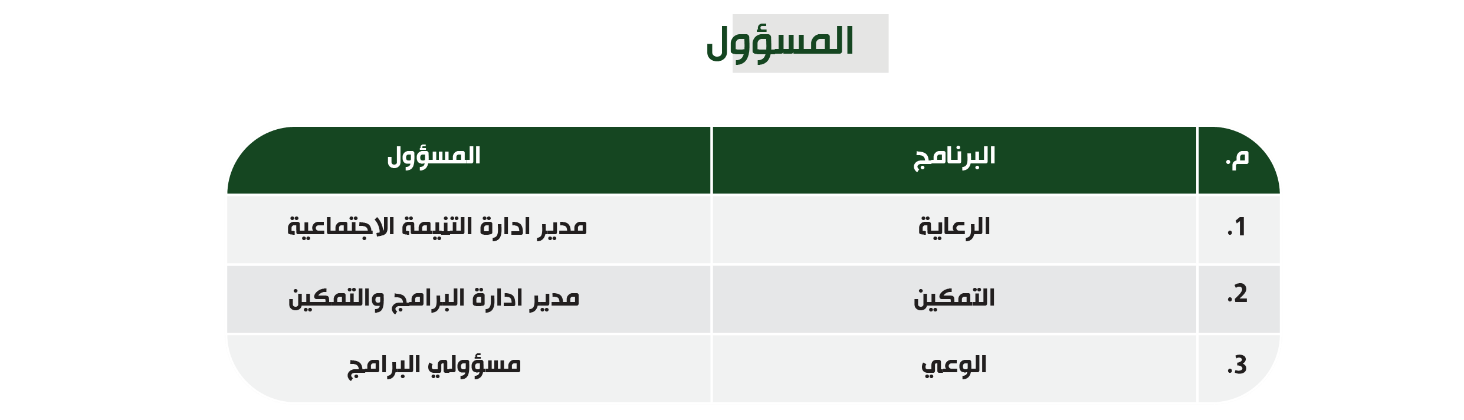 المسؤول
م. البرنامج المسؤول
1. الرعاية مدير ادارة التنيمة الاجتماعية
2. التمكين مدير ادارة البرامج والتمكين
3. الوعي مسؤولي البرامج